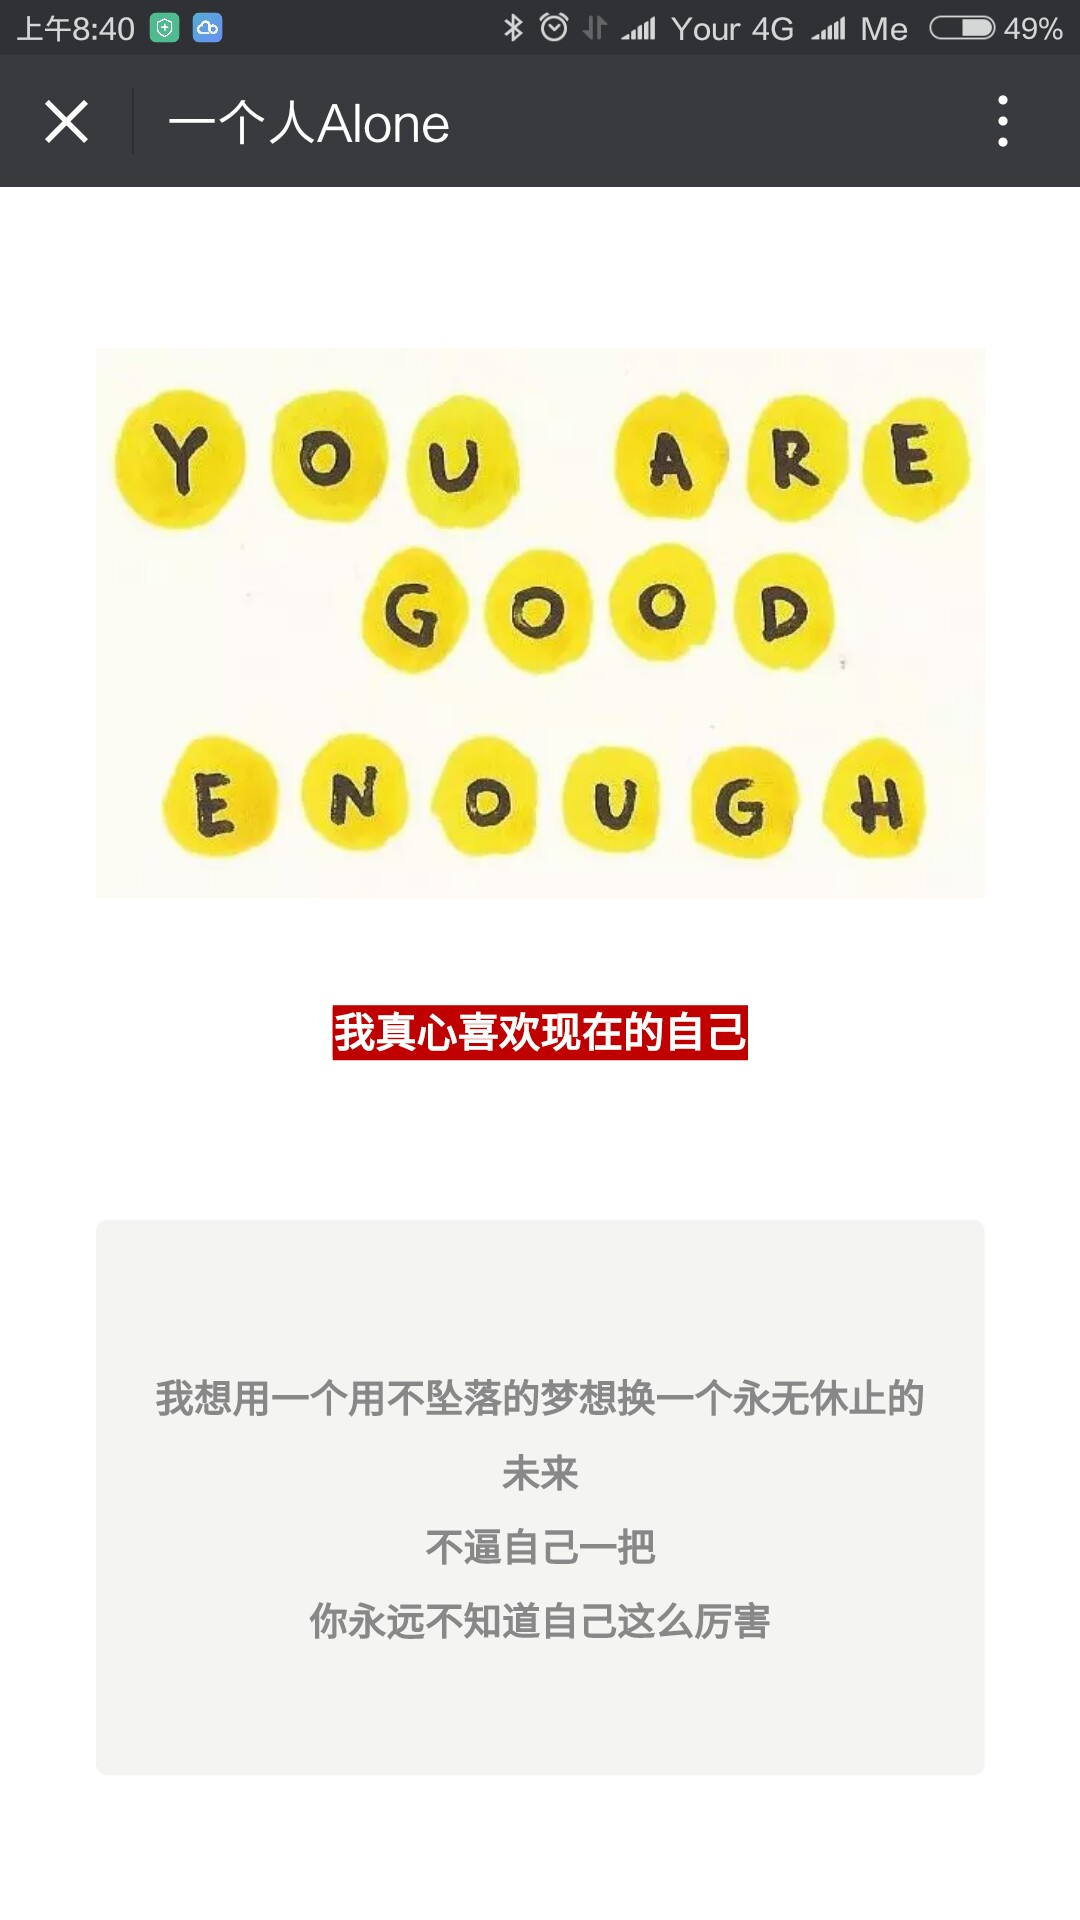 上午8:40 Your 4G Me 49%
一个人Alone
YOU ARE
GOOD
ENOUGH
我真心喜欢现在的自己
我想用一个用不坠落的梦想换一个永无休止的
未来
不逼自己一把
你永远不知道自己这么厉害